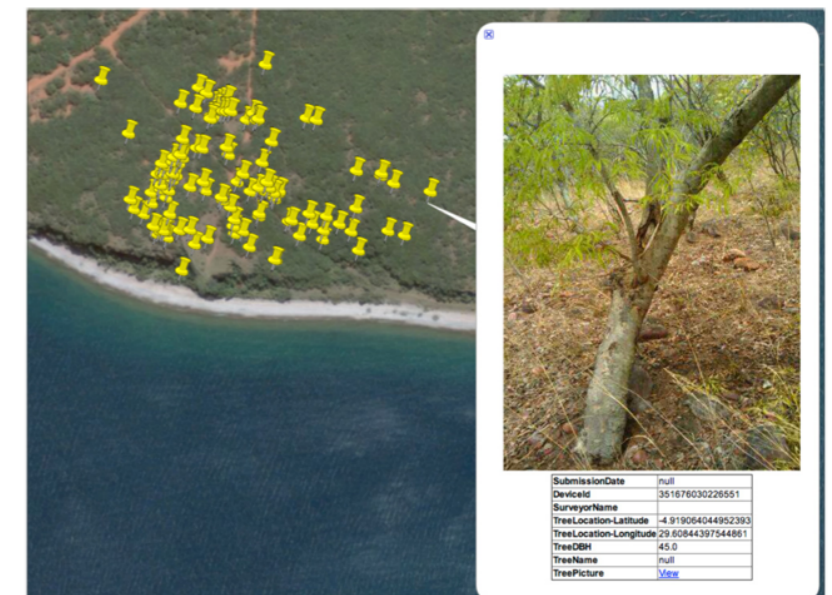 SubmissionDate null
DeviceId 351676030226551
SurveyorName
TreeLocation-Latitude -4.919064044952393
TreeLocation-Longitude 29.60844397544861
TreeDBH 45.0
TreeName null
TreePicture View